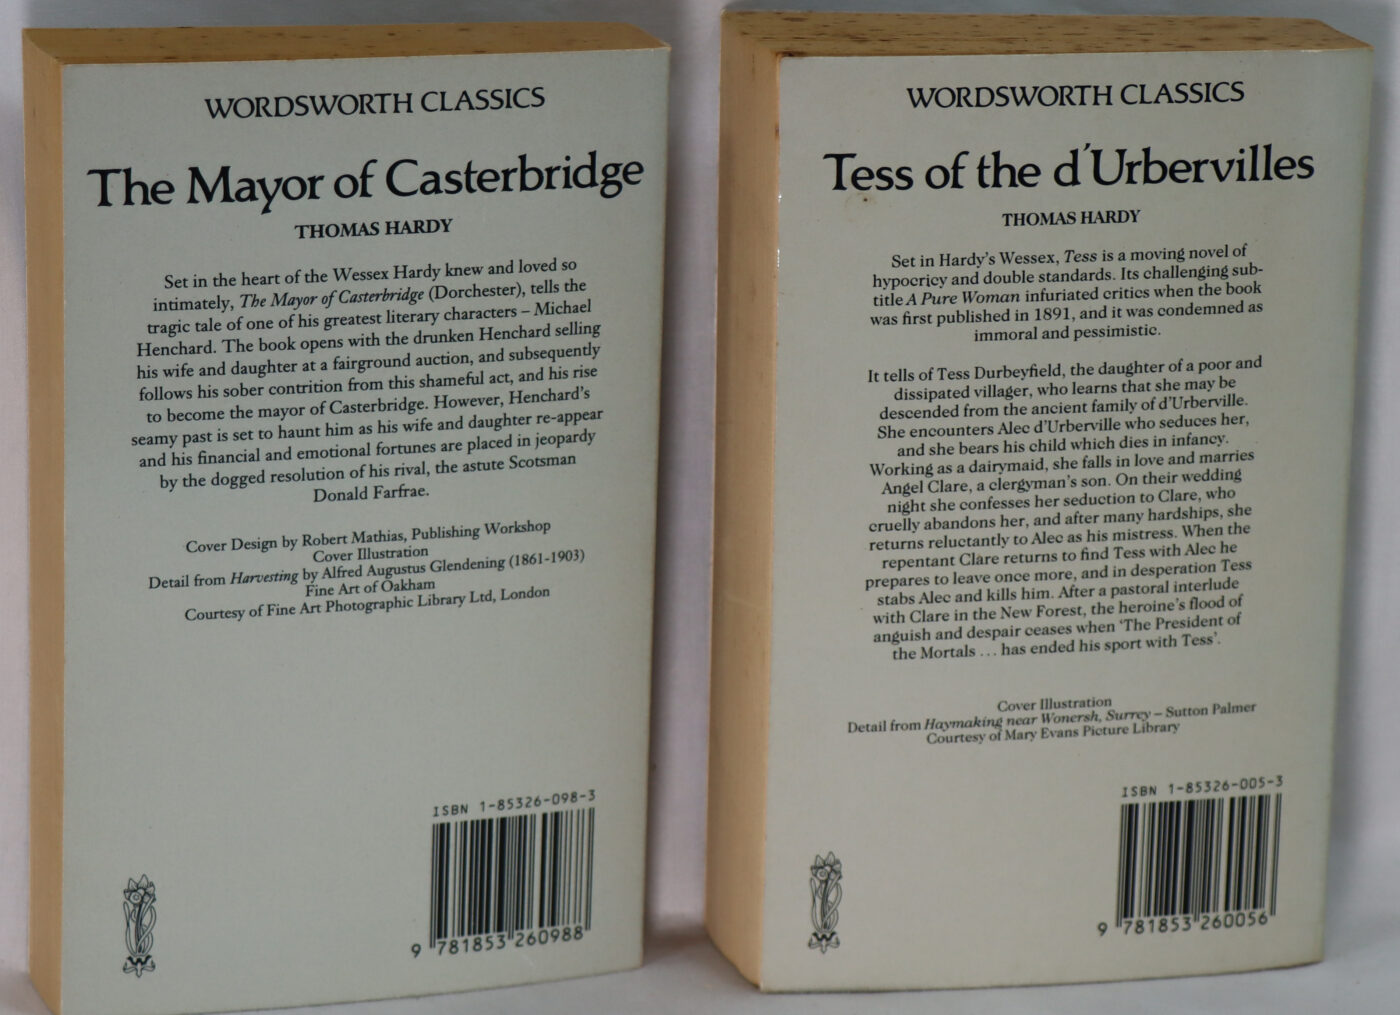 WORDSWORTH CLASSICS
The Mayor of Casterbridge
THOMAS HARDY
Set in the heart of the Wessex Hardy knew and loved so
intimately, The Mayor of Casterbridge (Dorchester), tells the
tragic tale of one of his greatest literary characters – Michael
Henchard. The book opens with the drunken Henchard selling
his wife and daughter at a fairground auction, and subsequently
follows his sober contrition from this shameful act, and his rise
to become the mayor of Casterbridge. However, Henchard's
seamy past is set to haunt him as his wife and daughter re-appear
and his financial and emotional fortunes are placed in jeopardy
by the dogged resolution of his rival, the astute Scotsman
Donald Farfrae.
Cover Design by Robert Mathias, Publishing Workshop
Cover Illustration
Detail from Harvesting by Alfred Augustus Glendening (1861-1903)
Fine Art of Oakham
Courtesy of Fine Art Photographic Library Ltd, London
ISBN 1-85326-098-3
9 781853 260988
W
WORDSWORTH CLASSICS
Tess of the d'Urbervilles
THOMAS HARDY
Set in Hardy's Wessex, Tess is a moving novel of
hypocricy and double standards. Its challenging sub-
title A Pure Woman infuriated critics when the book
was first published in 1891, and it was condemned as
immoral and pessimistic.
It tells of Tess Durbeyfield, the daughter of a poor and
dissipated villager, who learns that she may be
descended from the ancient family of d'Urberville.
She encounters Alec d'Urberville who seduces her,
and she bears his child which dies in infancy.
Working as a dairymaid, she falls in love and marries
Angel Clare, a clergyman's son. On their wedding
night she confesses her seduction to Clare, who
cruelly abandons her, and after many hardships, she
returns reluctantly to Alec as his mistress. When the
repentant Clare returns to find Tess with Alec he
prepares to leave once more, and in desperation Tess
stabs Alec and kills him. After a pastoral interlude
with Clare in the New Forest, the heroine's flood of
anguish and despair ceases when 'The President of
the Mortals ... has ended his sport with Tess'.
Cover Illustration
Detail from Haymaking near Wonersh, Surrey – Sutton Palmer
Courtesy of Mary Evans Picture Library
ISBN 1-85326-005-3
9 781853 260056
W